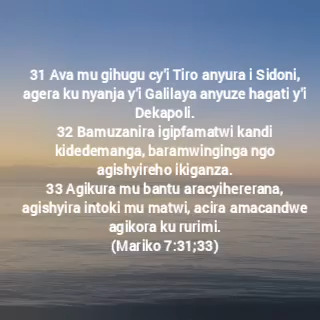 31 Ava mu gihugu cy'i Tiro anyura i Sidoni,
agera ku nyanja y'i Galilaya anyuze hagati y'i
Dekapoli.
32 Bamuzanira igipfamatwi kandi
kidedemanga, baramwinginga ngo
agishyireho ikiganza.
33 Agikura mu bantu aracyihererana,
agishyira intoki mu matwi, acira amacandwe
agikora ku rurimi.
(Mariko 7:31;33)